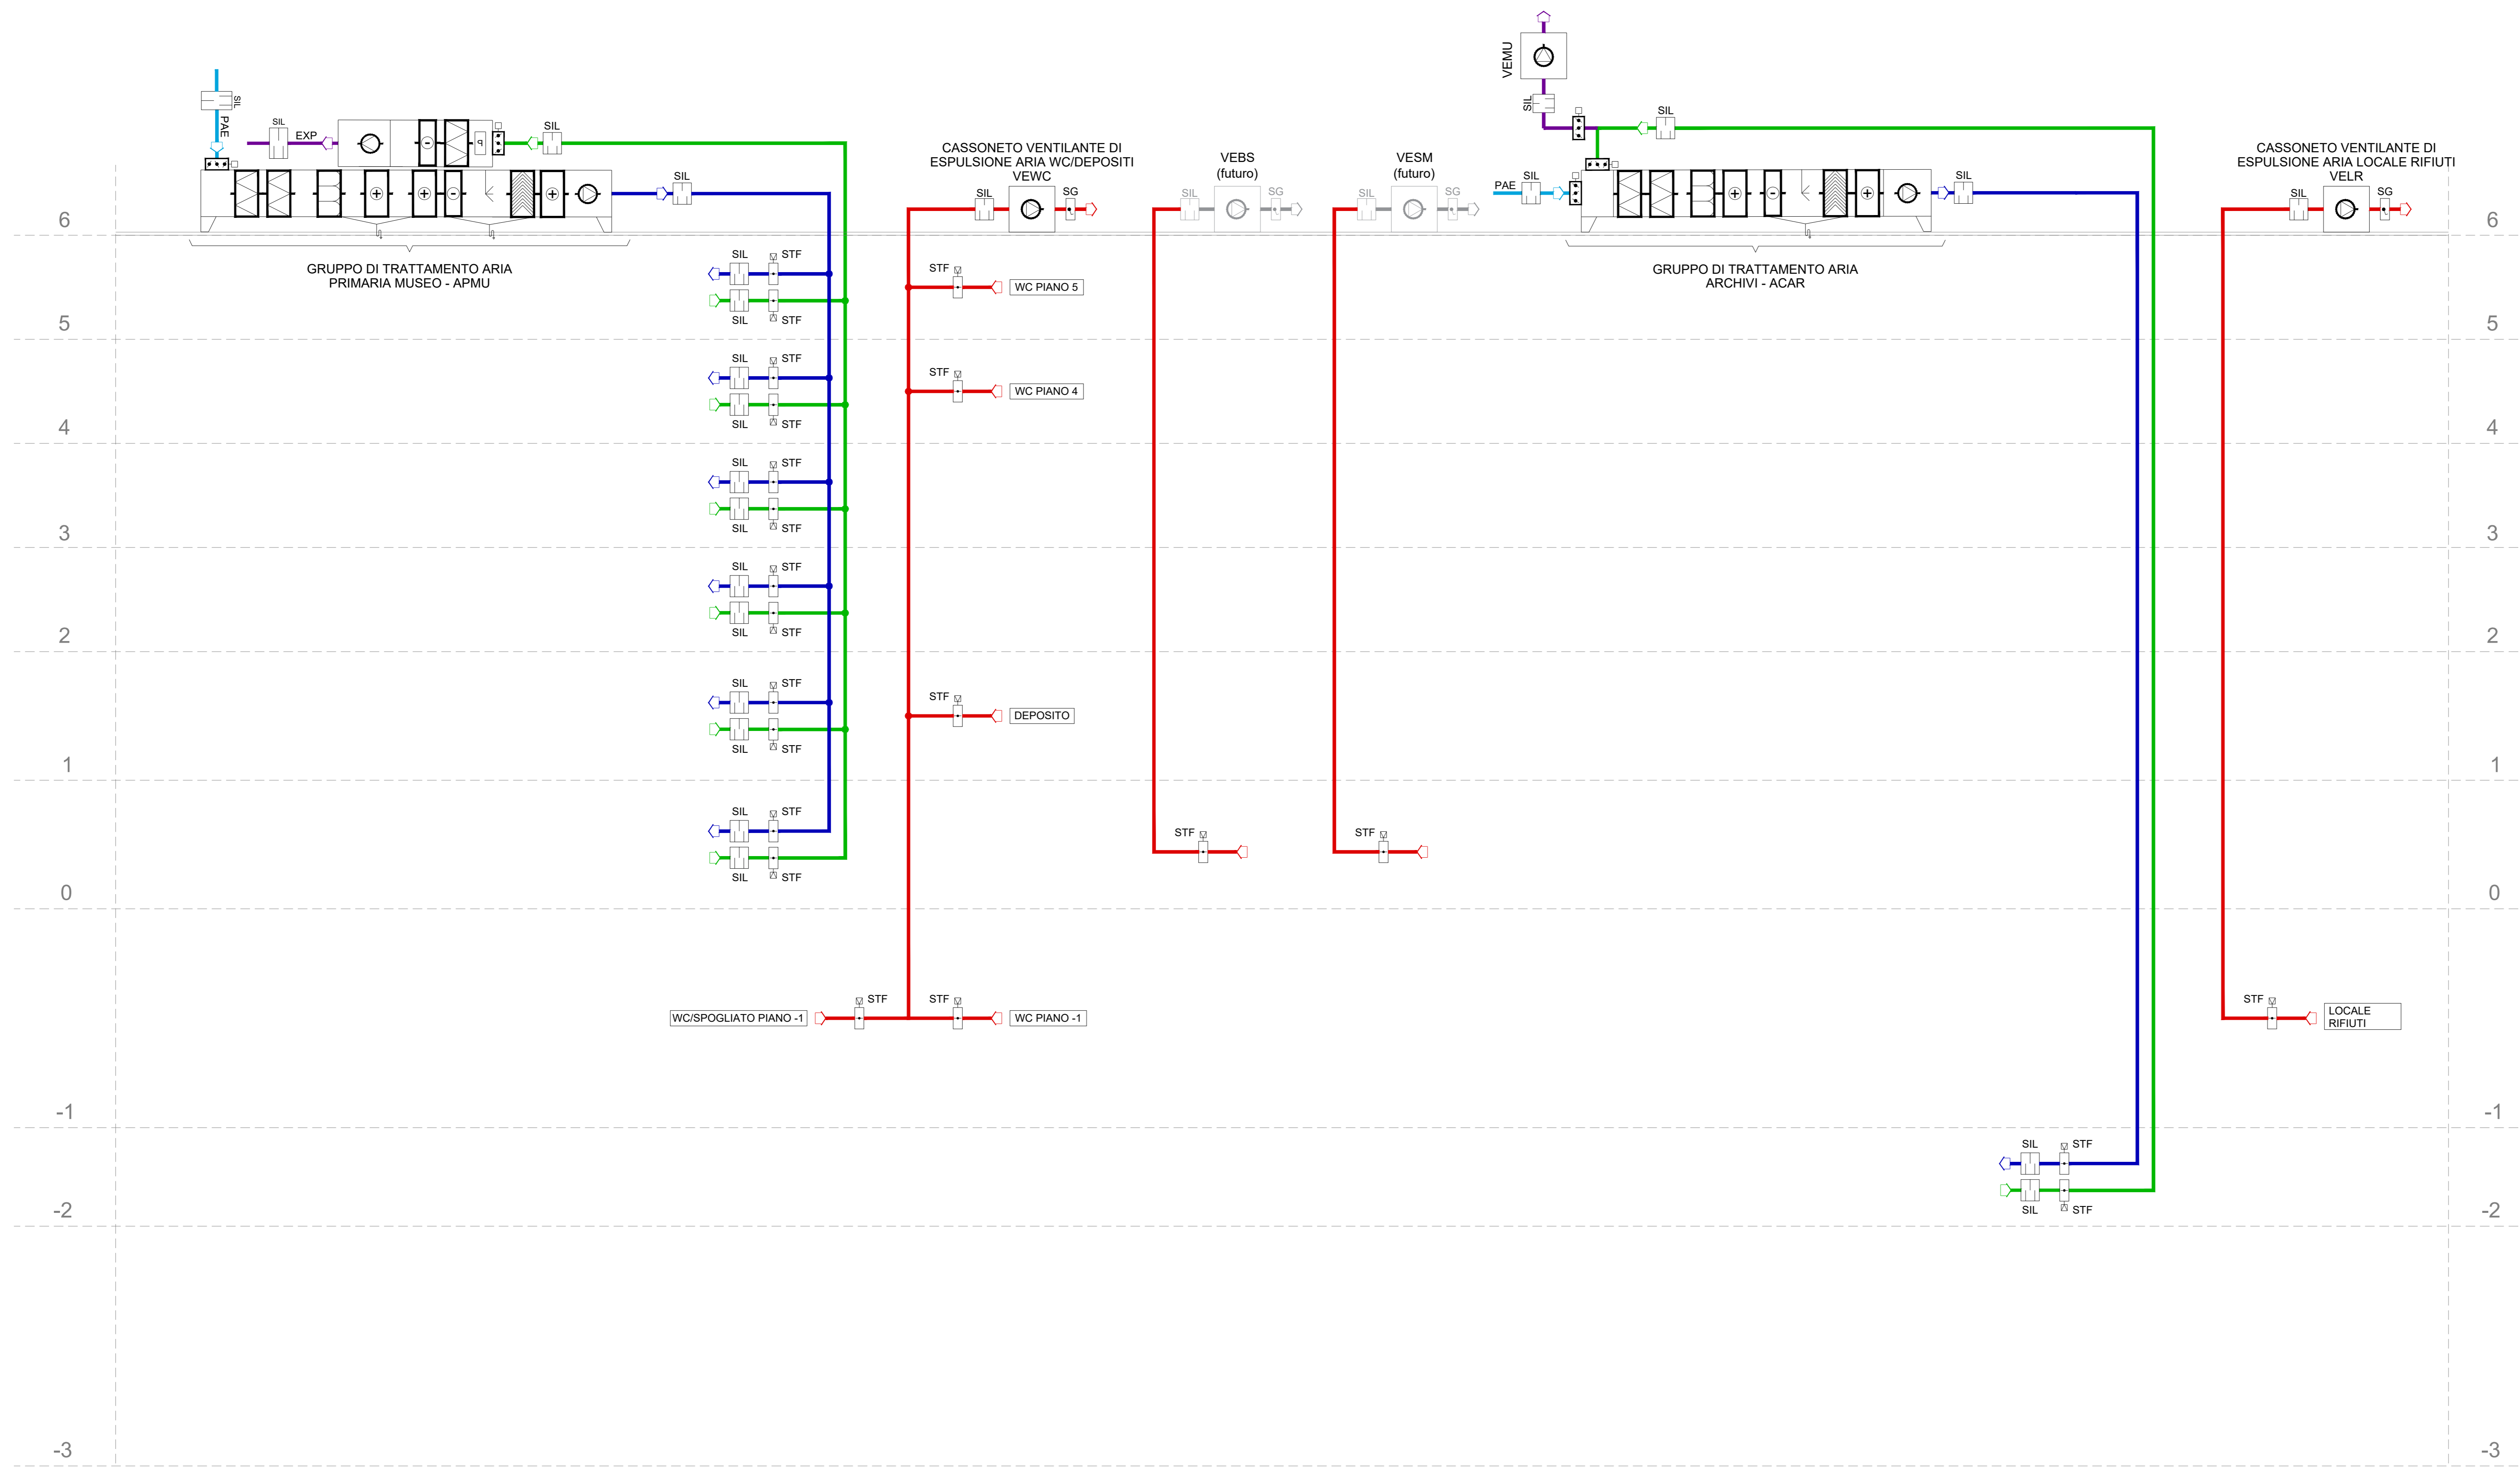 VEMU
SIL
SIL
PAE
SIL
EXP
SIL
SIL
P
SIL
CASSONETO VENTILANTE DI
ESPULSIONE ARIA WC/DEPOSITI
VEWC
SIL
SG
VEBS
(futuro)
SIL
SG
VESM
(futuro)
SIL
SG
PAE
SIL
SIL
CASSONETO VENTILANTE DI
ESPULSIONE ARIA LOCALE RIFIUTI
VELR
SIL
SG
6
6
GRUPPO DI TRATTAMENTO ARIA
PRIMARIA MUSEO - APMU
GRUPPO DI TRATTAMENTO ARIA
ARCHIVI - ACAR
SIL
STF
SIL
STF
STF
WC PIANO 5
5
5
SIL
STF
SIL
STF
STF
WC PIANO 4
4
4
SIL
STF
SIL
STF
3
3
SIL
STF
SIL
STF
2
2
SIL
STF
SIL
STF
STF
DEPOSITO
1
1
SIL
STF
SIL
STF
STF
STF
0
0
WC/SPOGLIATO PIANO -1
STF
STF
WC PIANO -1
STF
LOCALE
RIFIUTI
-1
-1
SIL
STF
SIL
STF
-2
-2
-3
-3